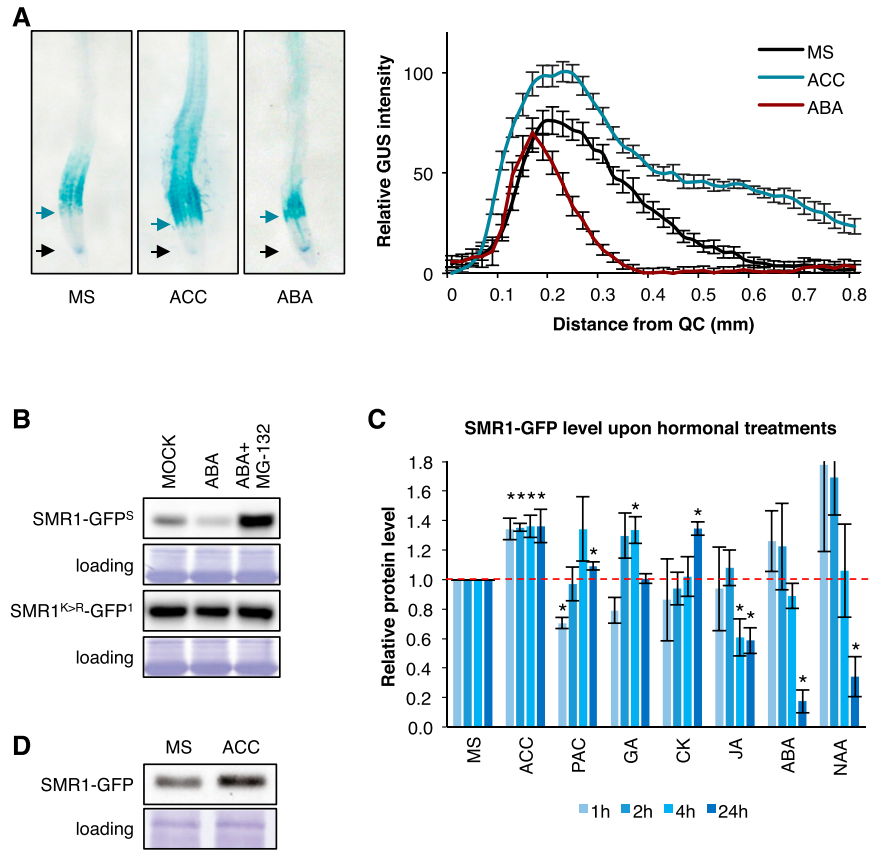 A
MS
ACC
ABA
Relative GUS intensity
100
50
0
0
0.1
0.2
0.3
0.4
0.5
0.6
0.7
0.8
Distance from QC (mm)
MS
ACC
ABA
B
MOCK
ABA
ABA+
MG-132
SMR1-GFPˢ
loading
SMR1ᴷ>ᴿ-GFP¹
loading
C
SMR1-GFP level upon hormonal treatments
Relative protein level
1.8
1.6
1.4
1.2
1.0
0.8
0.6
0.4
0.2
0.0
****
*
*
*
*
*
*
*
*
MS
ACC
PAC
GA
CK
JA
ABA
NAA
1h 2h 4h 24h
D
MS ACC
SMR1-GFP
loading